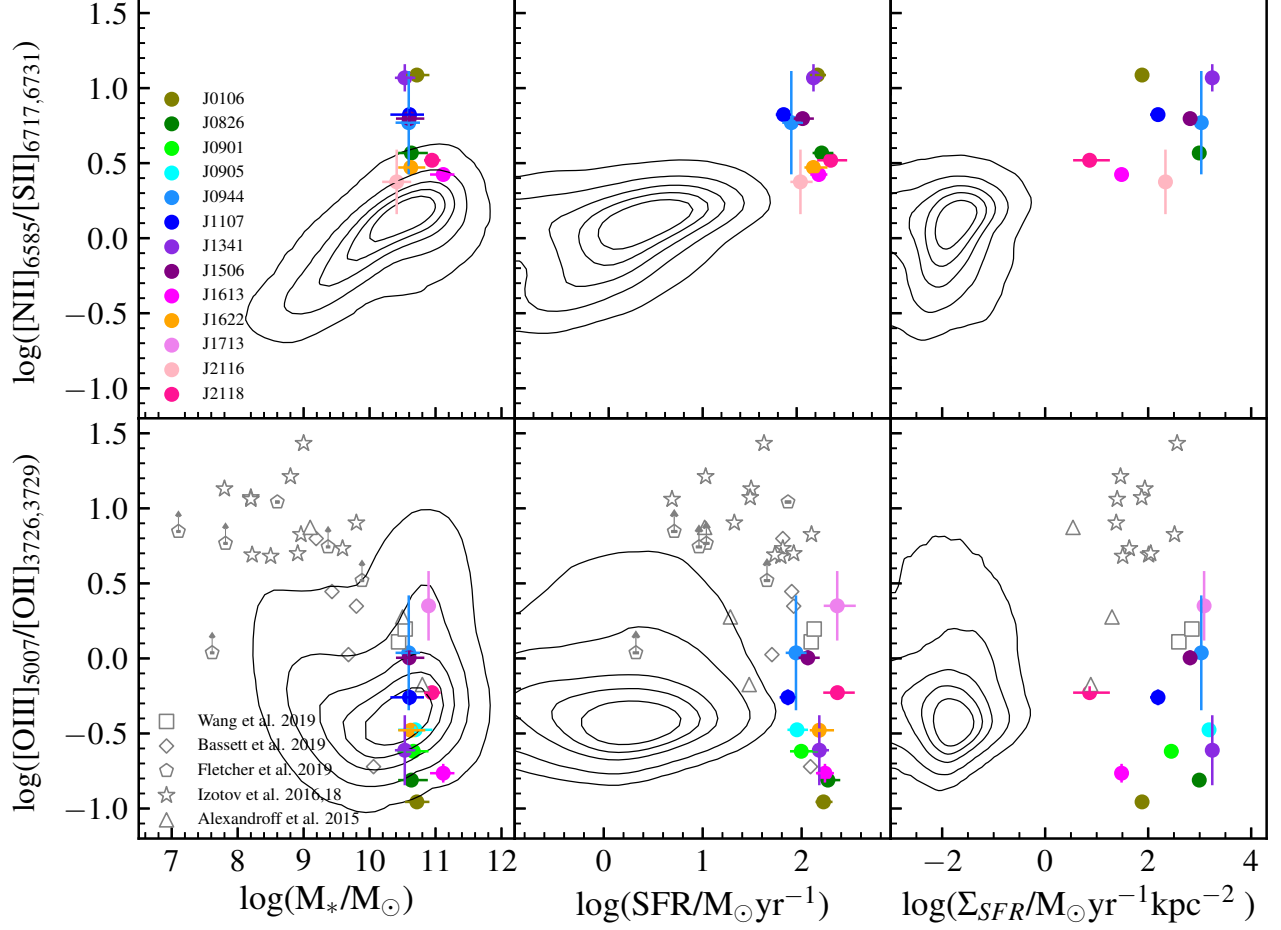 1.5
1.0
0.5
0.0
−0.5
−1.0
log([NII]6585/[SII]6717,6731)
J0106
J0826
J0901
J0905
J0944
J1107
J1341
J1506
J1613
J1622
J1713
J2116
J2118
1.5
1.0
0.5
0.0
−0.5
−1.0
log([OIII]5007/[OII]3726,3729)
Wang et al. 2019
Bassett et al. 2019
Fletcher et al. 2019
Izotov et al. 2016,18
Alexandroff et al. 2015
7 8 9 10 11 12
0 1 2
−2 0 2 4
log(M∗/M⊙)
log(SFR/M⊙yr−1)
log(ΣSFR/M⊙yr−1kpc−2 )